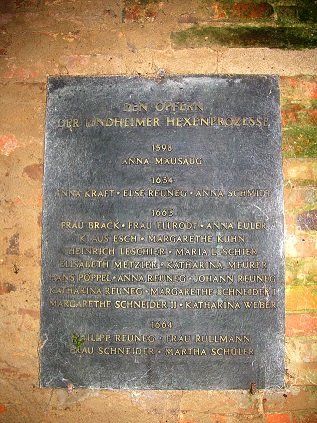 DEN OPFERN
DER LINDHEIMER HEXENPROZESSE
1598
ANNA MAUSAUG
1634
ANNA KRAFT · ELSE REUNEG · ANNA SCHMIDT
1663
FRAU BRACK · FRAU ELLRODT · ANNA EULER
KLAUS ESCH · MARGARETHE KUHN
HEINRICH LESCHIER · MARIA LESCHIER
ELISABETH METZLER · KATHARINA MEURER
HANS PÖPPEL · ANNA REUNEG · JOHANN REUNEG
KATHARINA REUNEG · MARGARETHE SCHNEIDER I
MARGARETHE SCHNEIDER II · KATHARINA WEBER
1664
PHILIPP REUNEG · FRAU RÜLLMANN
FRAU SCHNEIDER · MARTHA SCHÜLER